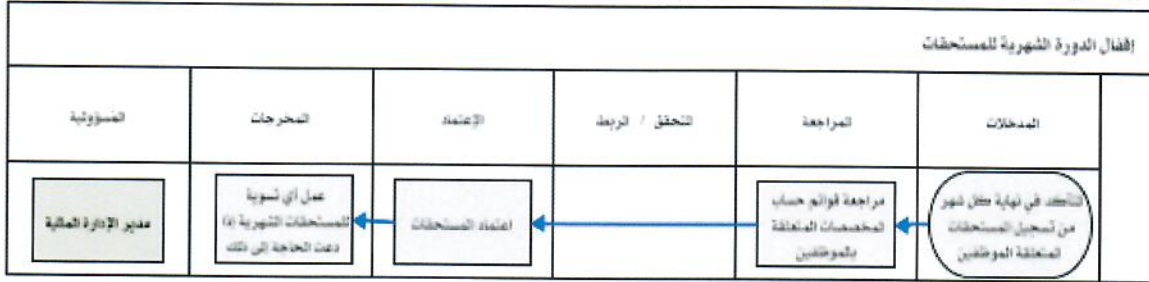 إقفال الدورة الشهرية للمستحقات
المدخلات
المراجعة
التحقق / الربط
الإعتماد
المخرجات
المسؤولية
للتأكد في نهاية كل شهر
من تسجيل المستحقات
المتعلقة الموظفين
مراجعة قوائم حساب
المخصصات المتعلقة
بالموظفين
اعتماد المستحقات
عمل أي تسوية
للمستحقات الشهرية إذا
دعت الحاجة إلى ذلك
مدير الإدارة المالية